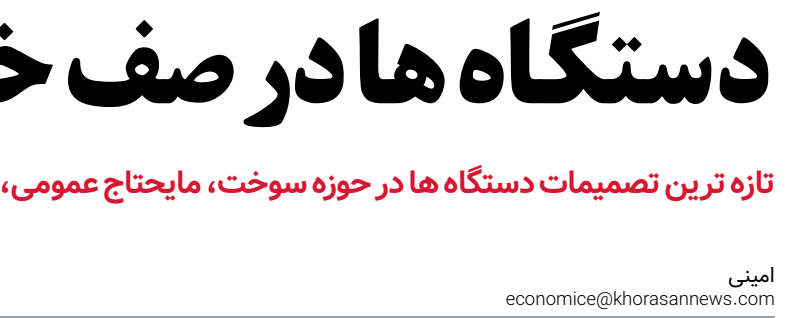 دستگاه ها در صف
تازه ترین تصمیمات دستگاه ها در حوزه سوخت، مایحتاج عمومی،
امینی
economice@khorasannews.com